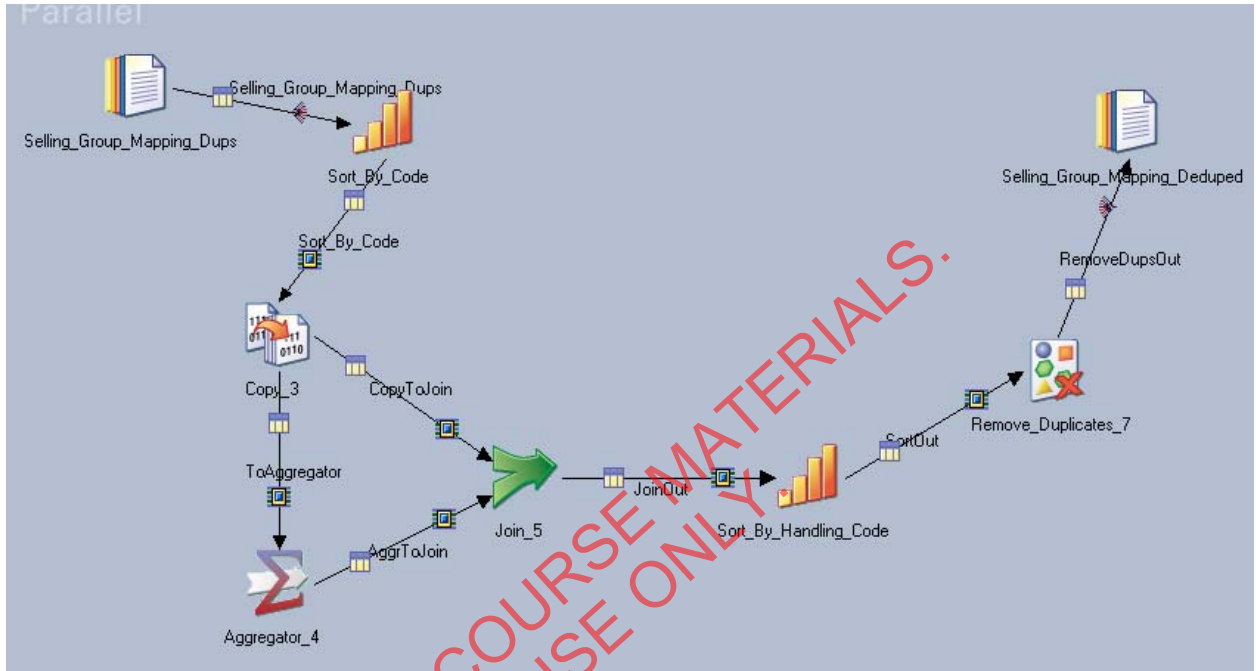 Parallel
Selling_Group_Mapping_Dups
Selling_Group_Mapping_Dups
Sort_By_Code
Sort_By_Code
Copy_3
CopyToJoin
ToAggregator
Aggregator_4
AggrToJoin
Join_5
JoinOut
Sort_By_Handling_Code
SortOut
Remove_Duplicates_7
RemoveDupsOut
Selling_Group_Mapping_Deduped
COURSE MATERIALS.
USE ONLY